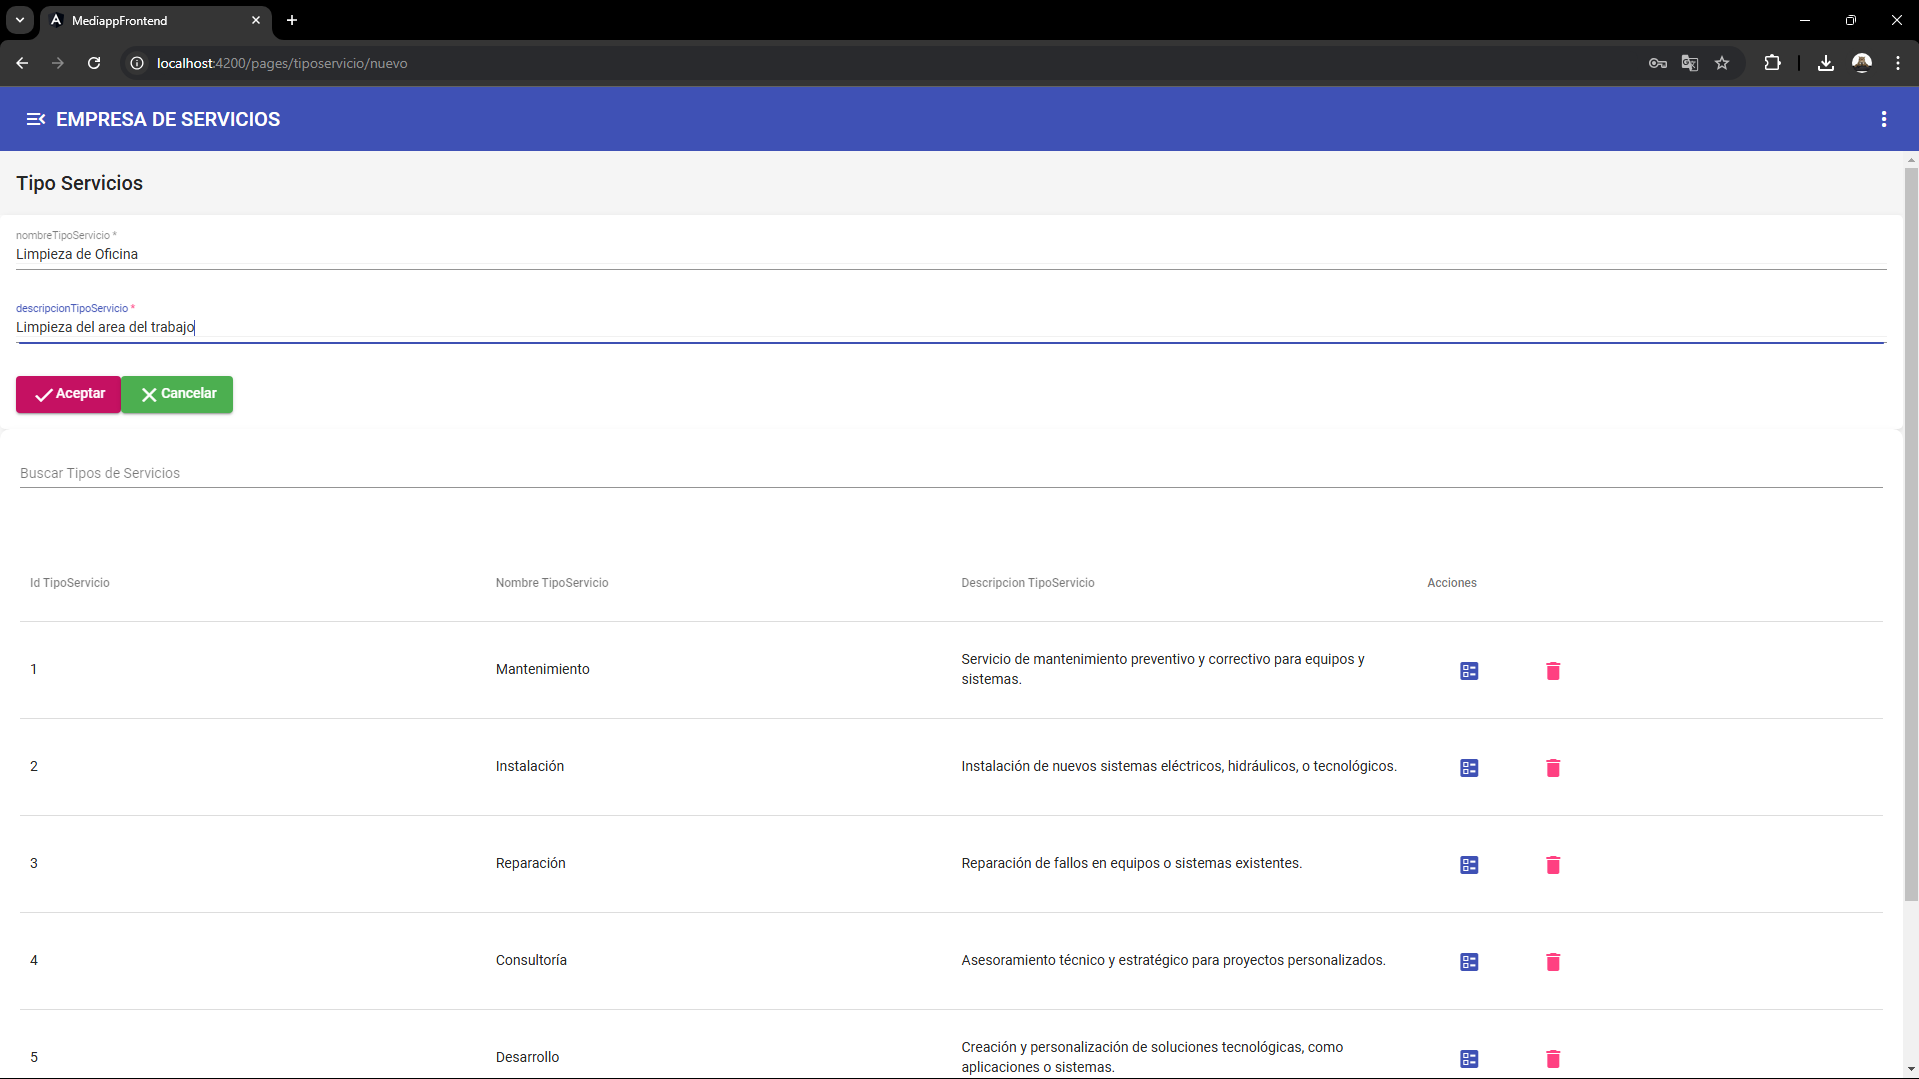 MediappFrontend
localhost:4200/pages/tiposervicio/nuevo
EMPRESA DE SERVICIOS
Tipo Servicios
nombreTipoServicio *
Limpieza de Oficina
descripcionTipoServicio *
Limpieza del area del trabajo
Aceptar Cancelar
Buscar Tipos de Servicios
Id TipoServicio Nombre TipoServicio Descripcion TipoServicio Acciones
1 Mantenimiento Servicio de mantenimiento preventivo y correctivo para equipos y
sistemas.
2 Instalación Instalación de nuevos sistemas eléctricos, hidráulicos, o tecnológicos.
3 Reparación Reparación de fallos en equipos o sistemas existentes.
4 Consultoría Asesoramiento técnico y estratégico para proyectos personalizados.
5 Desarrollo Creación y personalización de soluciones tecnológicas, como
aplicaciones o sistemas.